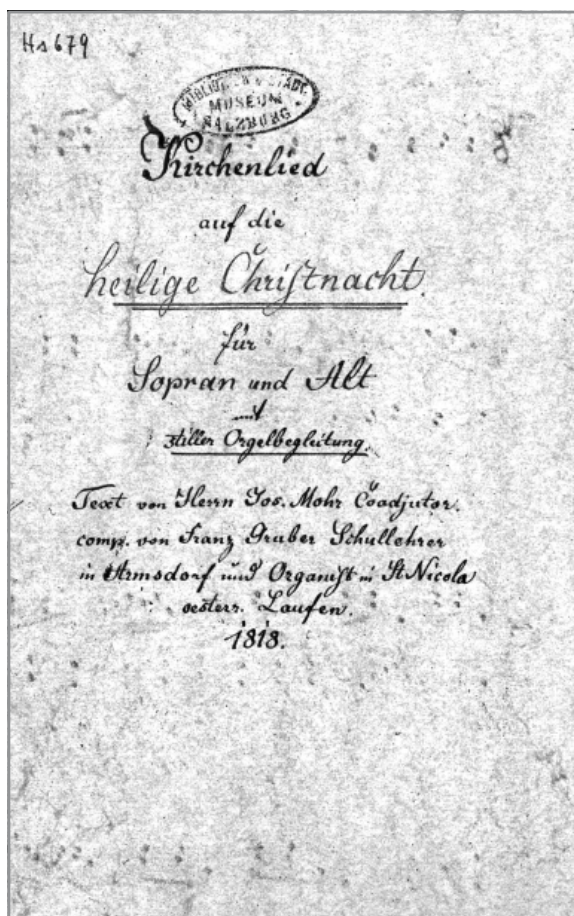 Hs 679
MUSEUM
SALZBURG
Kirchenlied
auf die
heilige Chriſtnacht.
für
Sopran und Alt
mit
stiller Orgelbegleitung.
Text von Herrn Jos. Mohr Coadjutor.
comp. von Franz Gruber Schullehrer
in Armsdorf und Organiſt in St Nicola
oesterr. Laufen.
1818.